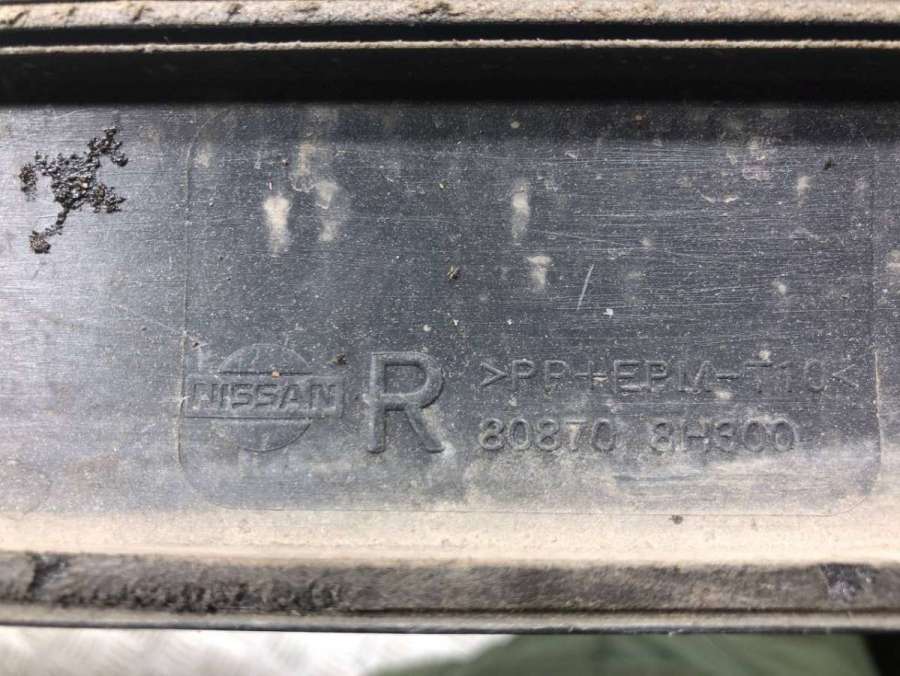 NISSAN
R
>PP+EPM-T10<
80870 8H300